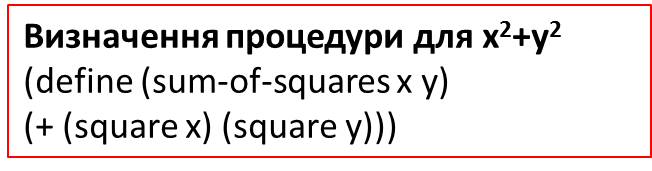 Визначення процедури для x²+y²
(define (sum-of-squares x y)
(+ (square x) (square y)))